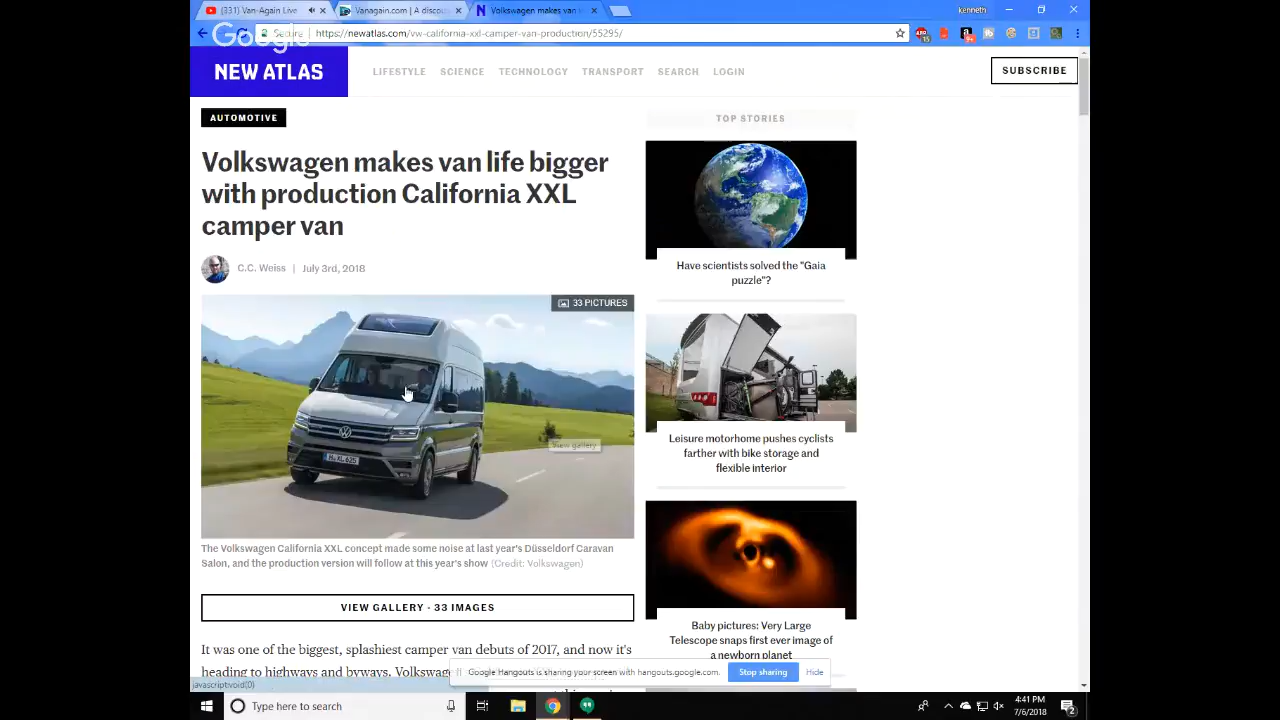 (331) Van-Again Live
Vanagain.com | A discou
Volkswagen makes van
kenneth
Google
Secure
https://newatlas.com/vw-california-xxl-camper-van-production/55295/
NEW ATLAS
LIFESTYLE SCIENCE TECHNOLOGY TRANSPORT SEARCH LOGIN
SUBSCRIBE
AUTOMOTIVE
Volkswagen makes van life bigger
with production California XXL
camper van
C.C. Weiss | July 3rd, 2018
33 PICTURES
View gallery
The Volkswagen California XXL concept made some noise at last year's Düsseldorf Caravan
Salon, and the production version will follow at this year's show (Credit: Volkswagen)
VIEW GALLERY - 33 IMAGES
It was one of the biggest, splashiest camper van debuts of 2017, and now it's
heading to highways and byways.
TOP STORIES
Have scientists solved the "Gaia
puzzle"?
Leisure motorhome pushes cyclists
farther with bike storage and
flexible interior
Baby pictures: Very Large
Telescope snaps first ever image of
a newborn planet
Google Hangouts is sharing your screen with hangouts.google.com.
Stop sharing
Hide
javascript:void(0)
Type here to search
4:41 PM
7/6/2018
2